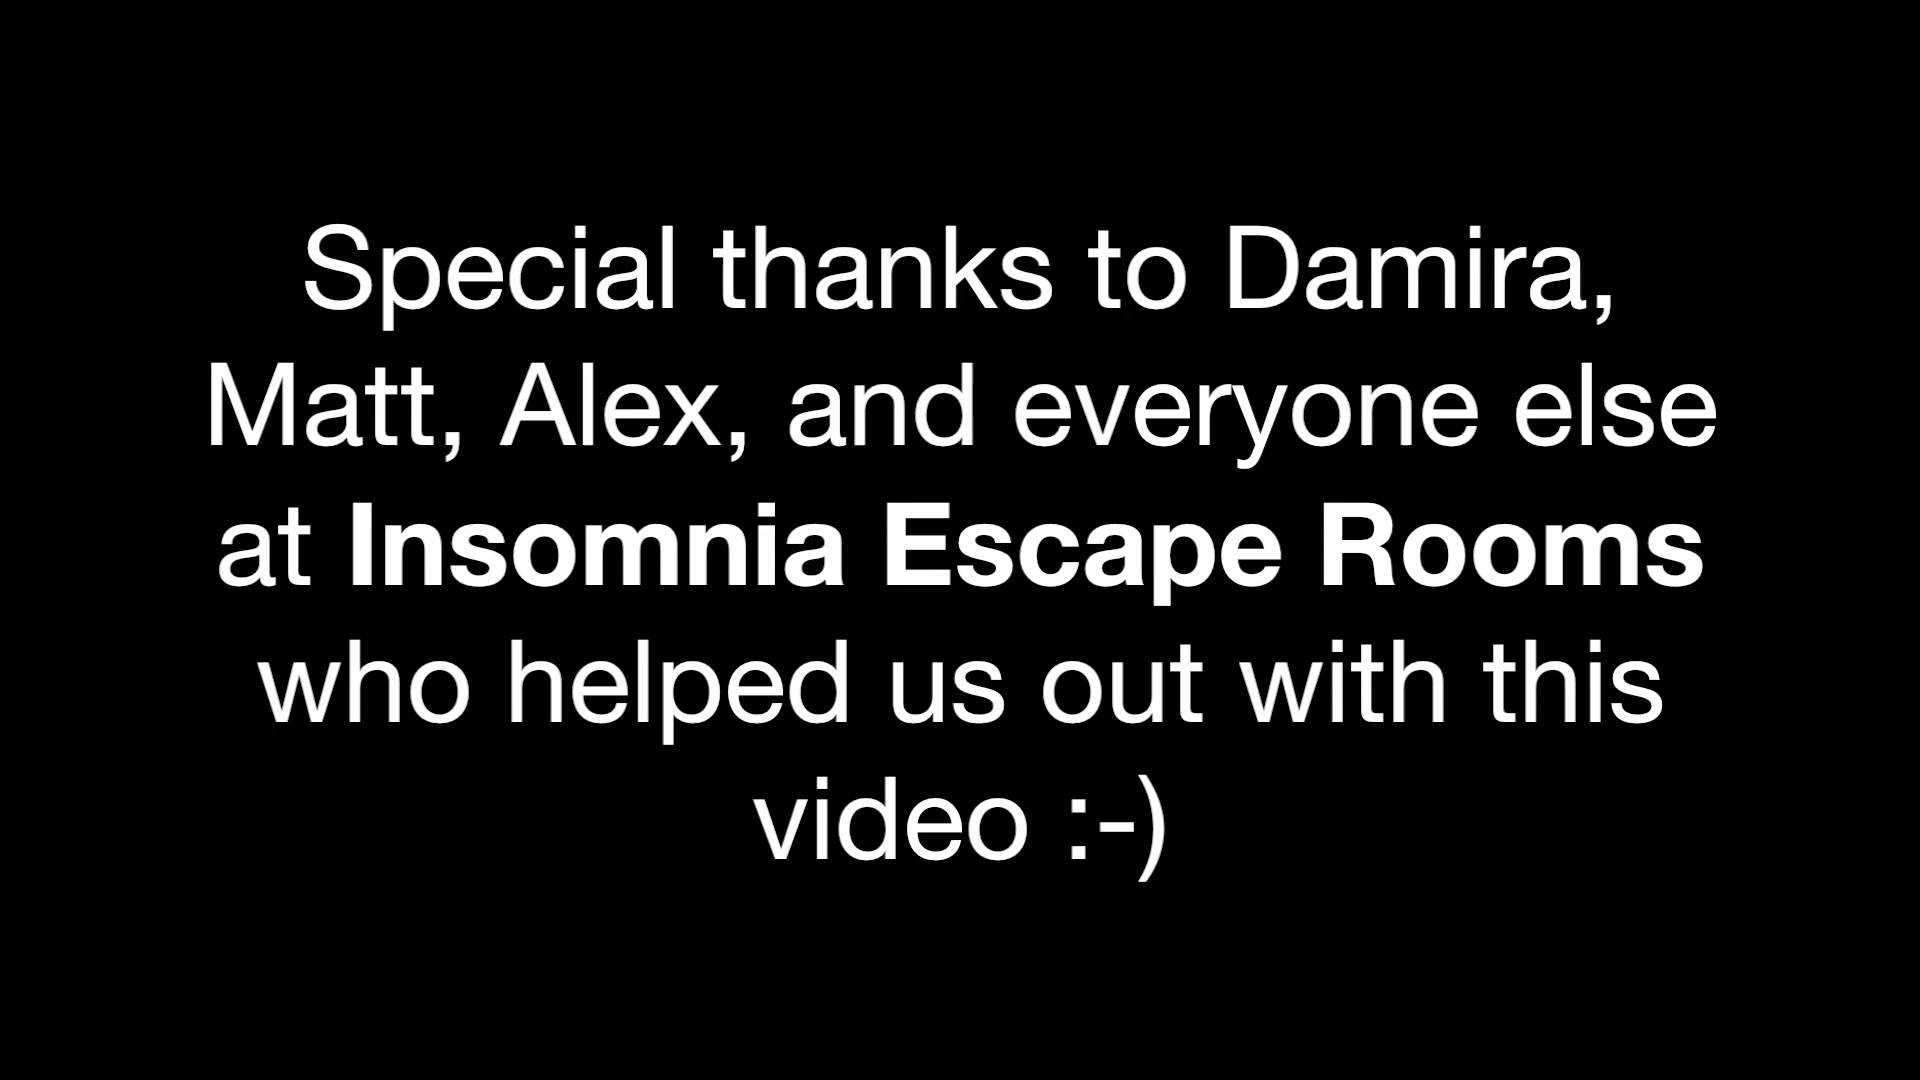 Special thanks to Damira,
Matt, Alex, and everyone else
at Insomnia Escape Rooms
who helped us out with this
video :-)